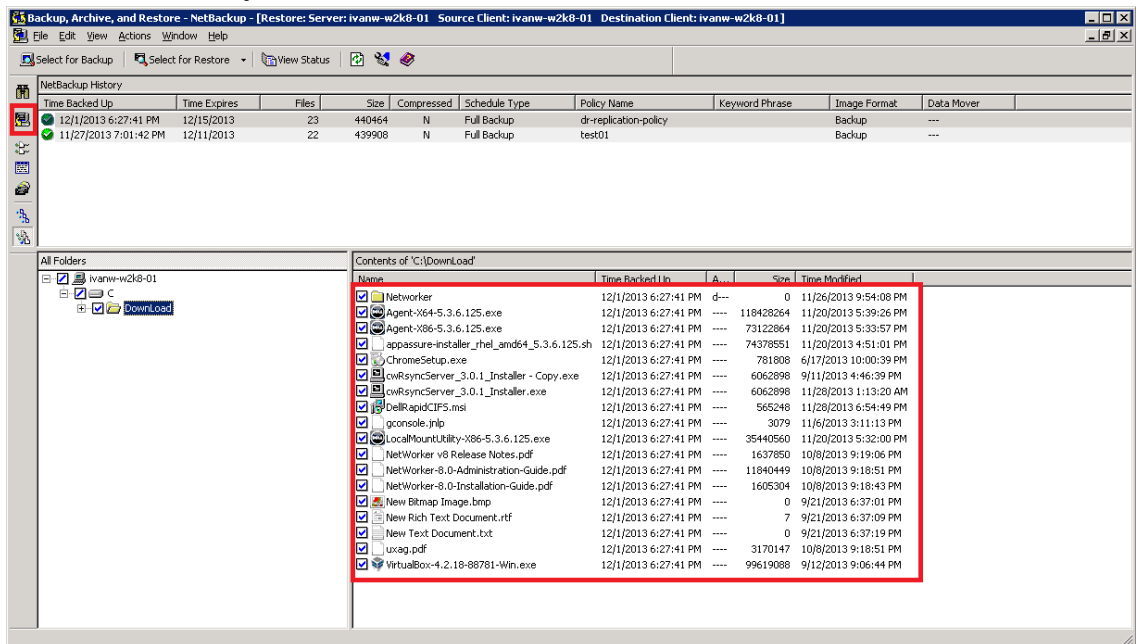 Backup, Archive, and Restore - NetBackup - [Restore: Server: ivanw-w2k8-01 Source Client: ivanw-w2k8-01 Destination Client: ivanw-w2k8-01]
File Edit View Actions Window Help
Select for Backup Select for Restore View Status
NetBackup History
Time Backed Up Time Expires Files Size Compressed Schedule Type Policy Name Keyword Phrase Image Format Data Mover
12/1/2013 6:27:41 PM 12/15/2013 23 440464 N Full Backup dr-replication-policy Backup ---
11/27/2013 7:01:42 PM 12/11/2013 22 439908 N Full Backup test01 Backup ---
All Folders Contents of 'C:\DownLoad'
Name Time Backed Up A... Size Time Modified
ivanw-w2k8-01
C
DownLoad
Networker 12/1/2013 6:27:41 PM d--- 0 11/26/2013 9:54:08 PM
Agent-X64-5.3.6.125.exe 12/1/2013 6:27:41 PM ---- 118428264 11/20/2013 5:39:26 PM
Agent-X86-5.3.6.125.exe 12/1/2013 6:27:41 PM ---- 73122864 11/20/2013 5:33:57 PM
appassure-installer_rhel_amd64_5.3.6.125.sh 12/1/2013 6:27:41 PM ---- 74378551 11/20/2013 4:51:01 PM
ChromeSetup.exe 12/1/2013 6:27:41 PM ---- 781808 6/17/2013 10:00:39 PM
cwRsyncServer_3.0.1_Installer - Copy.exe 12/1/2013 6:27:41 PM ---- 6062898 9/11/2013 4:46:39 PM
cwRsyncServer_3.0.1_Installer.exe 12/1/2013 6:27:41 PM ---- 6062898 11/28/2013 1:13:20 AM
DellRapidCIFS.msi 12/1/2013 6:27:41 PM ---- 565248 11/28/2013 6:54:49 PM
gconsole.jnlp 12/1/2013 6:27:41 PM ---- 3079 11/6/2013 3:11:13 PM
LocalMountUtility-X86-5.3.6.125.exe 12/1/2013 6:27:41 PM ---- 35440560 11/20/2013 5:32:00 PM
NetWorker v8 Release Notes.pdf 12/1/2013 6:27:41 PM ---- 1637850 10/8/2013 9:19:06 PM
NetWorker-8.0-Administration-Guide.pdf 12/1/2013 6:27:41 PM ---- 11840449 10/8/2013 9:18:51 PM
NetWorker-8.0-Installation-Guide.pdf 12/1/2013 6:27:41 PM ---- 1605304 10/8/2013 9:18:43 PM
New Bitmap Image.bmp 12/1/2013 6:27:41 PM ---- 0 9/21/2013 6:37:01 PM
New Rich Text Document.rtf 12/1/2013 6:27:41 PM ---- 7 9/21/2013 6:37:09 PM
New Text Document.txt 12/1/2013 6:27:41 PM ---- 0 9/21/2013 6:37:19 PM
uxag.pdf 12/1/2013 6:27:41 PM ---- 3170147 10/8/2013 9:18:51 PM
VirtualBox-4.2.18-88781-Win.exe 12/1/2013 6:27:41 PM ---- 99619088 9/12/2013 9:06:44 PM